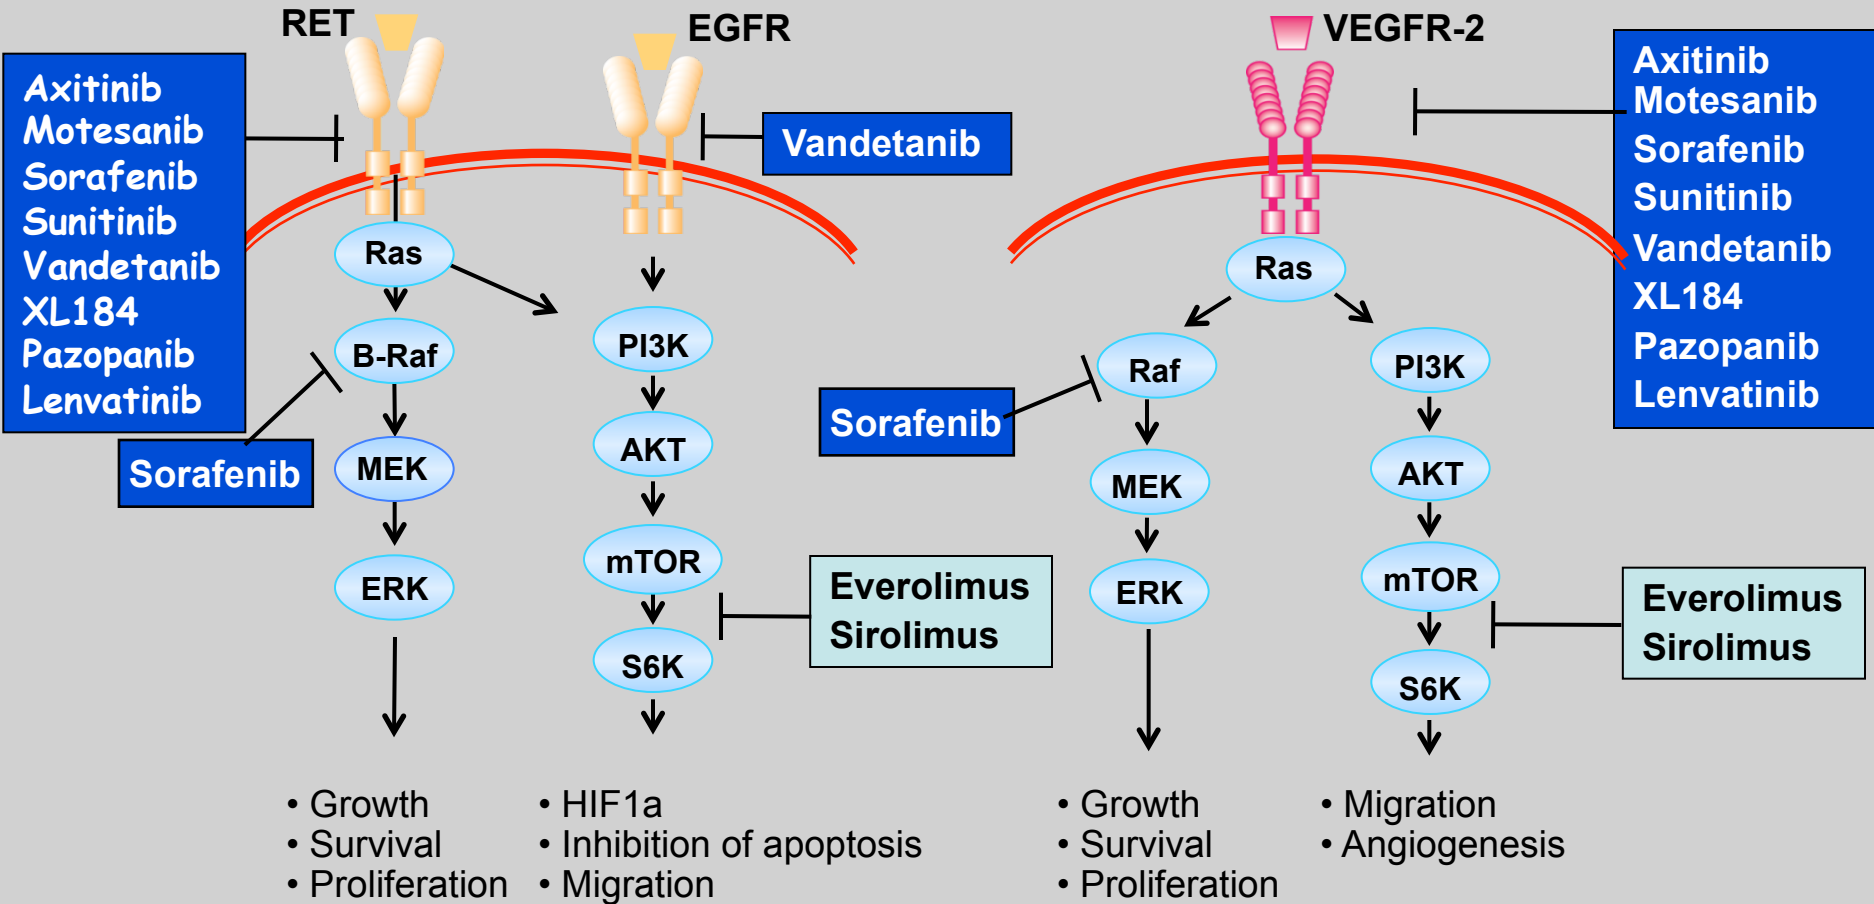 RET
EGFR
VEGFR-2
Axitinib
Motesanib
Sorafenib
Sunitinib
Vandetanib
XL184
Pazopanib
Lenvatinib
Vandetanib
Axitinib
Motesanib
Sorafenib
Sunitinib
Vandetanib
XL184
Pazopanib
Lenvatinib
Ras
B-Raf
MEK
ERK
Sorafenib
PI3K
AKT
mTOR
S6K
Everolimus
Sirolimus
Ras
Raf
MEK
ERK
Sorafenib
PI3K
AKT
mTOR
S6K
Everolimus
Sirolimus
• Growth
• Survival
• Proliferation
• HIF1a
• Inhibition of apoptosis
• Migration
• Growth
• Survival
• Proliferation
• Migration
• Angiogenesis